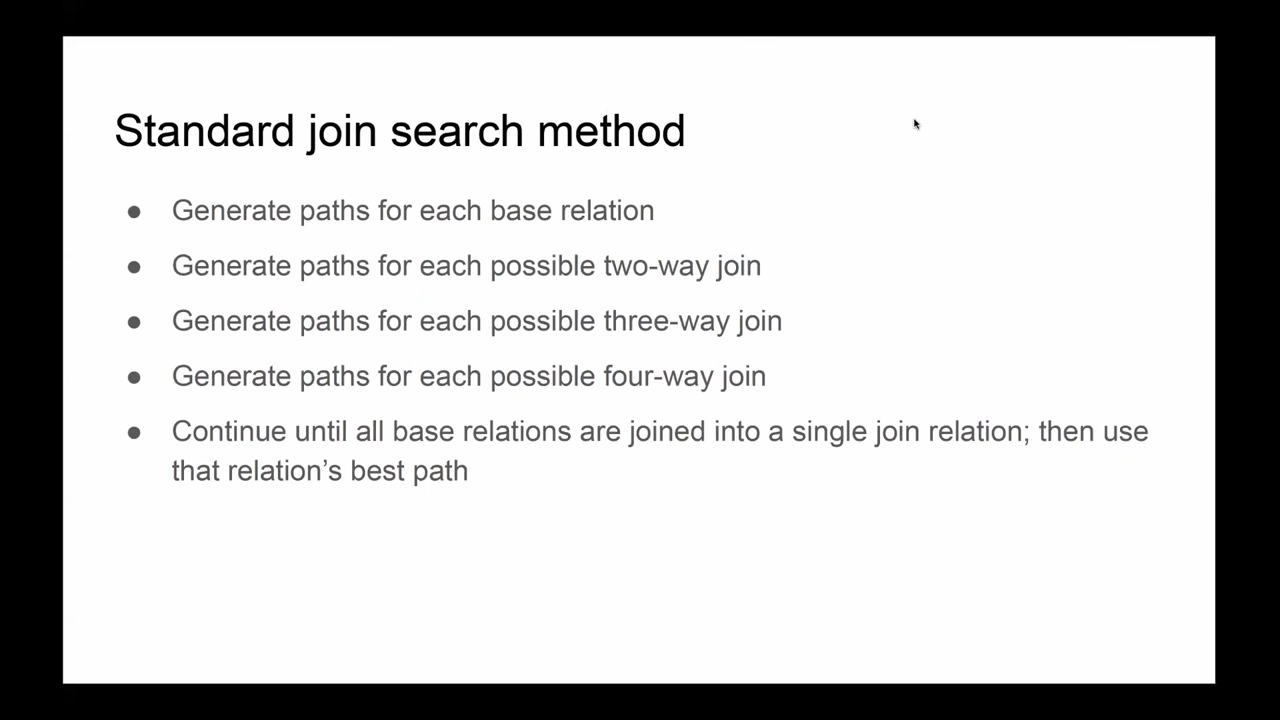 Standard join search method
● Generate paths for each base relation
● Generate paths for each possible two-way join
● Generate paths for each possible three-way join
● Generate paths for each possible four-way join
● Continue until all base relations are joined into a single join relation; then use
that relation’s best path